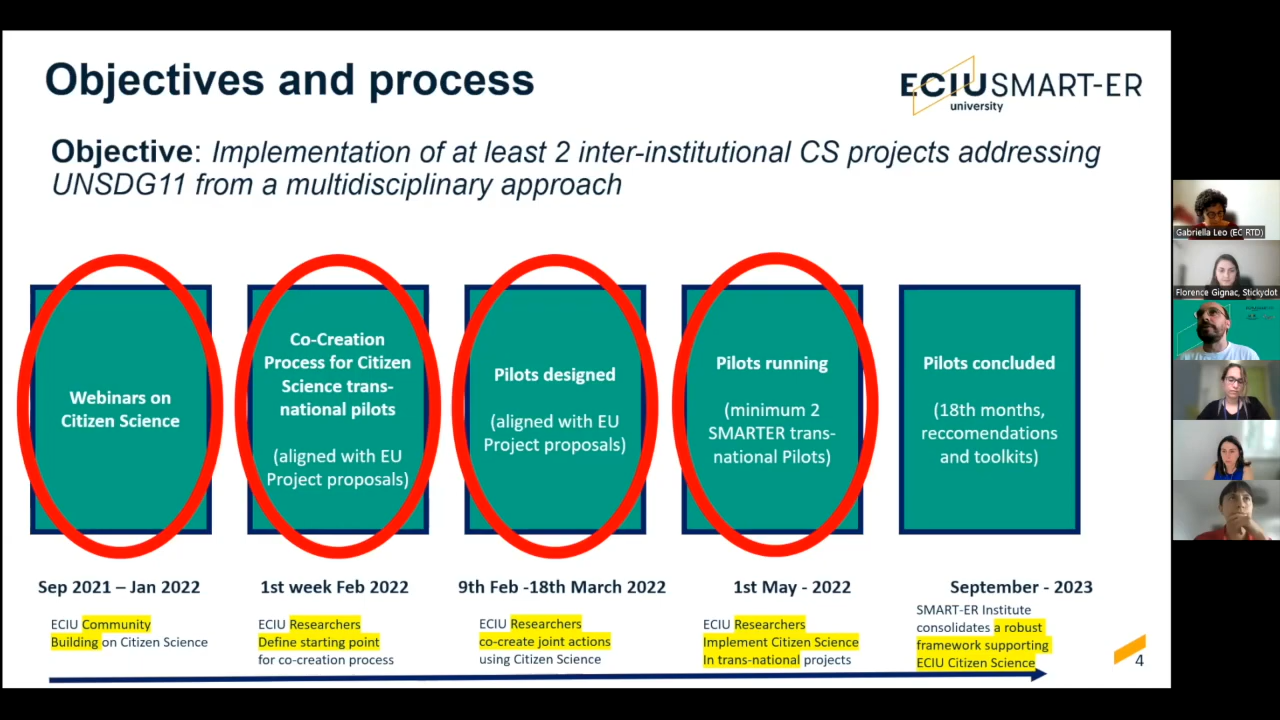 Objectives and process
ECIU SMART-ER
university
Objective: Implementation of at least 2 inter-institutional CS projects addressing
UNSDG11 from a multidisciplinary approach
Webinars on
Citizen Science
Co-Creation
Process for Citizen
Science trans-
national pilots
(aligned with EU
Project proposals)
Pilots designed
(aligned with EU
Project proposals)
Pilots running
(minimum 2
SMARTER trans-
national Pilots)
Pilots concluded
(18th months,
reccomendations
and toolkits)
Sep 2021 – Jan 2022
ECIU Community
Building on Citizen Science
1st week Feb 2022
ECIU Researchers
Define starting point
for co-creation process
9th Feb -18th March 2022
ECIU Researchers
co-create joint actions
using Citizen Science
1st May - 2022
ECIU Researchers
Implement Citizen Science
In trans-national projects
September - 2023
SMART-ER Institute
consolidates a robust
framework supporting
ECIU Citizen Science
4
Gabriella Leo (EC RTD)
Florence Gignac, Stickydot